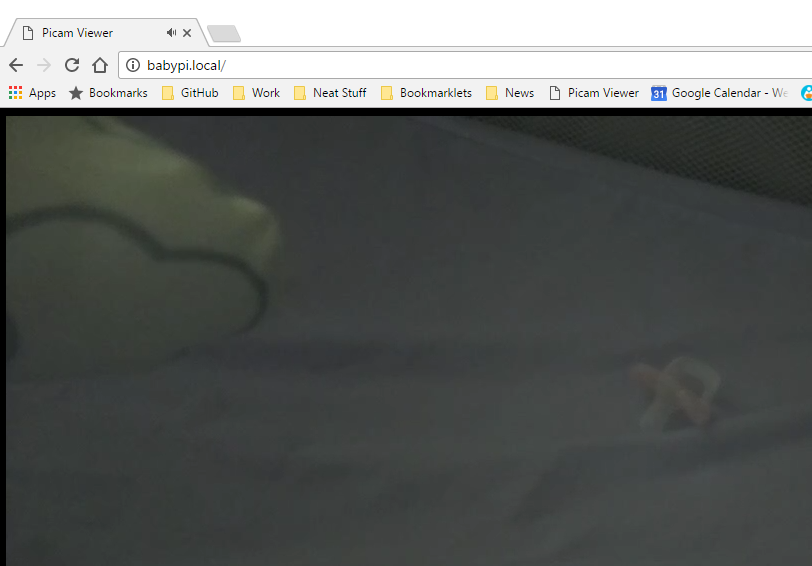 Picam Viewer
babypi.local/
Apps Bookmarks GitHub Work Neat Stuff Bookmarklets News Picam Viewer 31 Google Calendar - We